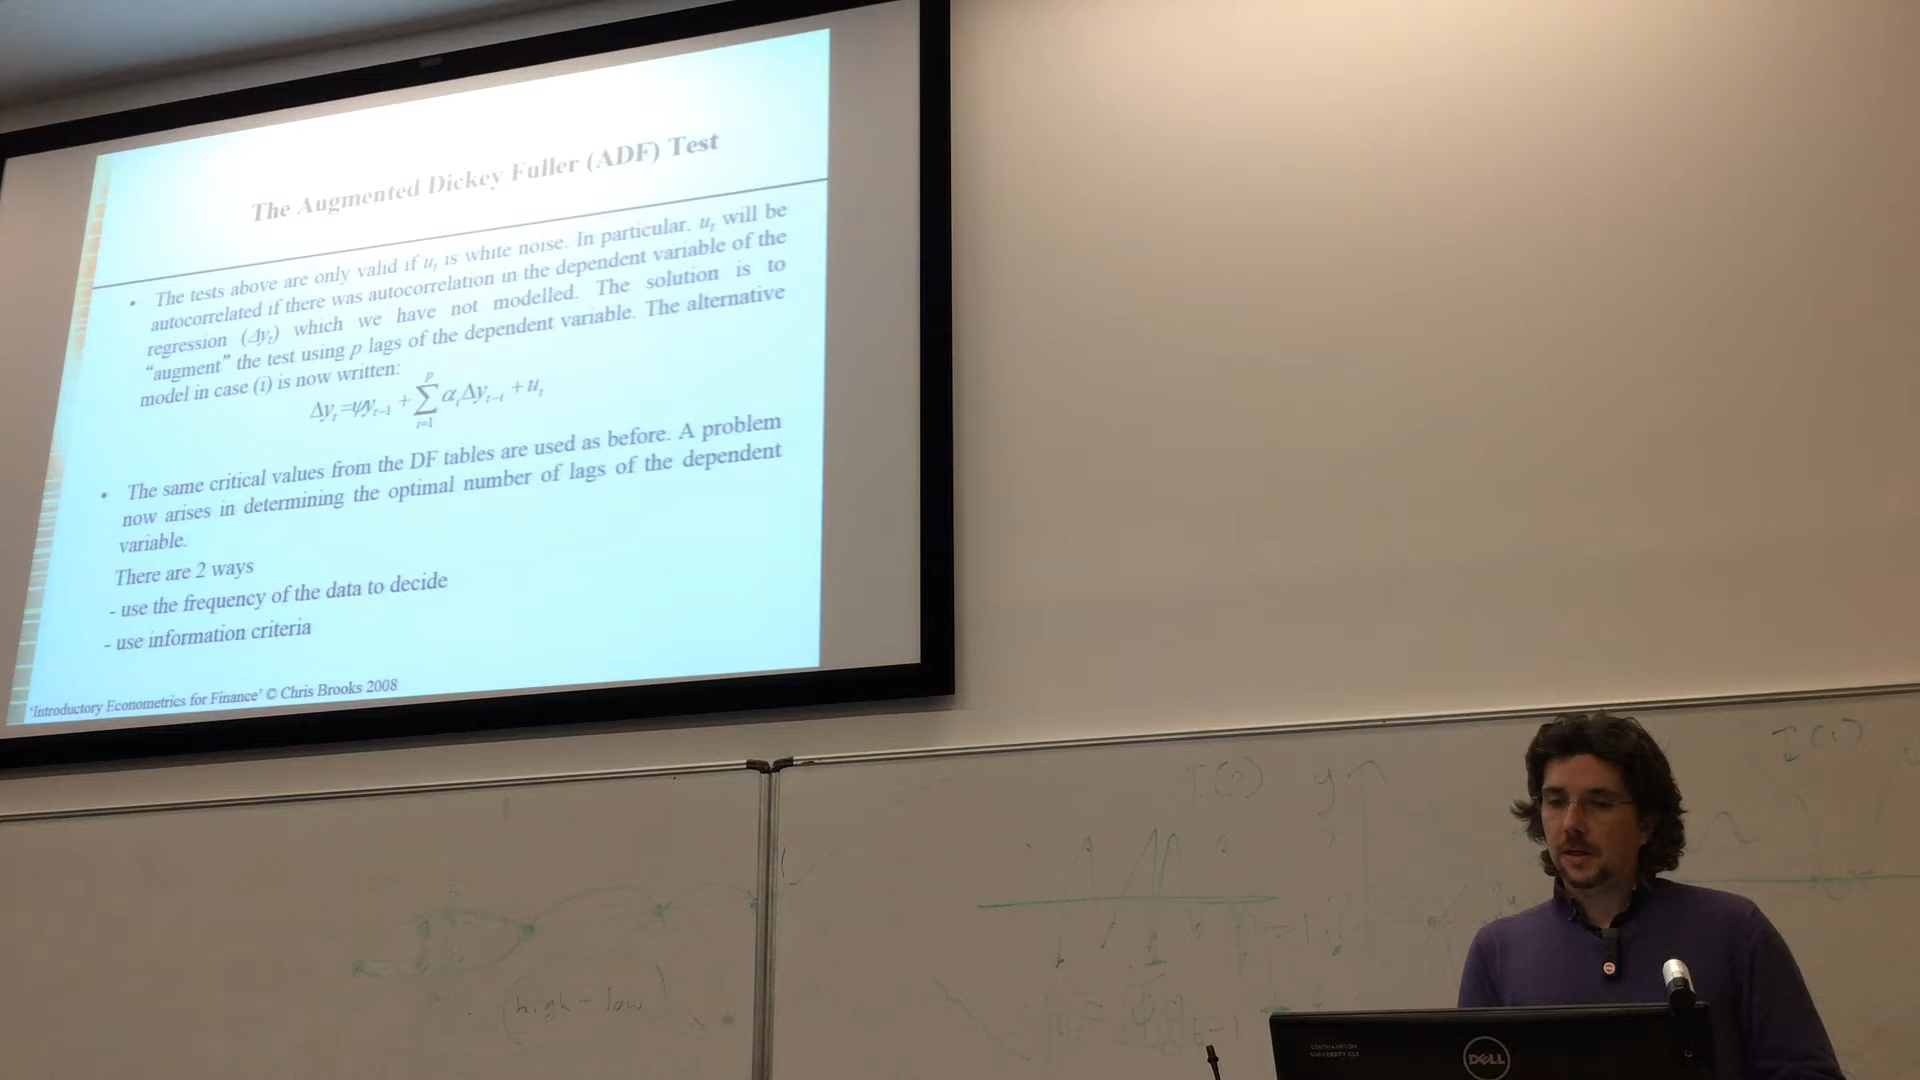 The Augmented Dickey Fuller (ADF) Test
• The tests above are only valid if uₜ is white noise. In particular, uₜ will be
autocorrelated if there was autocorrelation in the dependent variable of the
regression (Δyₜ) which we have not modelled. The solution is to
“augment” the test using p lags of the dependent variable. The alternative
model in case (i) is now written:
Δyₜ=ψyₜ₋₁ + ∑ᵢ₌₁ᵖ αᵢΔyₜ₋ᵢ + uₜ
• The same critical values from the DF tables are used as before. A problem
now arises in determining the optimal number of lags of the dependent
variable.
There are 2 ways
- use the frequency of the data to decide
- use information criteria
‘Introductory Econometrics for Finance’ © Chris Brooks 2008
I(1)
y
(high - low)
SOUTHAMPTON
UNIVERSITY CLS
DELL